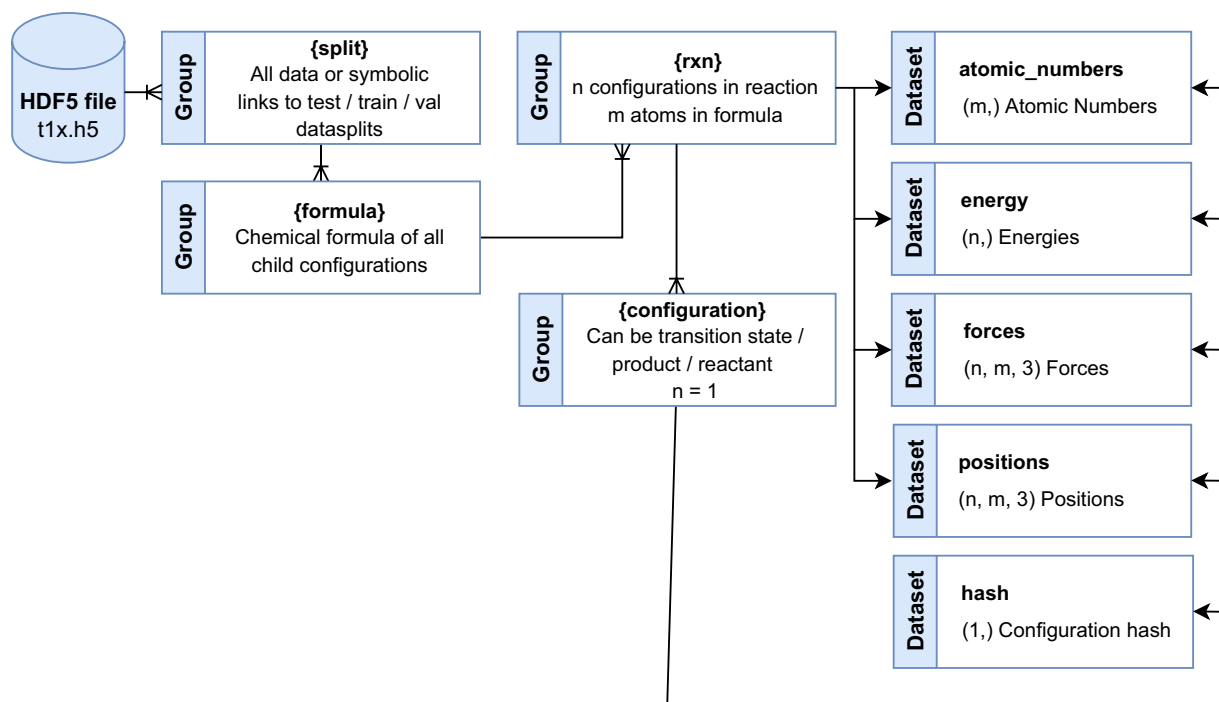 HDF5 file
t1x.h5
Group
{split}
All data or symbolic
links to test / train / val
datasplits
Group
{formula}
Chemical formula of all
child configurations
Group
{rxn}
n configurations in reaction
m atoms in formula
Group
{configuration}
Can be transition state /
product / reactant
n = 1
Dataset
atomic_numbers
(m,) Atomic Numbers
Dataset
energy
(n,) Energies
Dataset
forces
(n, m, 3) Forces
Dataset
positions
(n, m, 3) Positions
Dataset
hash
(1,) Configuration hash